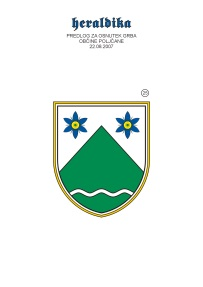 heraldika
PREDLOG ZA OSNUTEK GRBA
OBČINE POLJČANE
22.08.2007